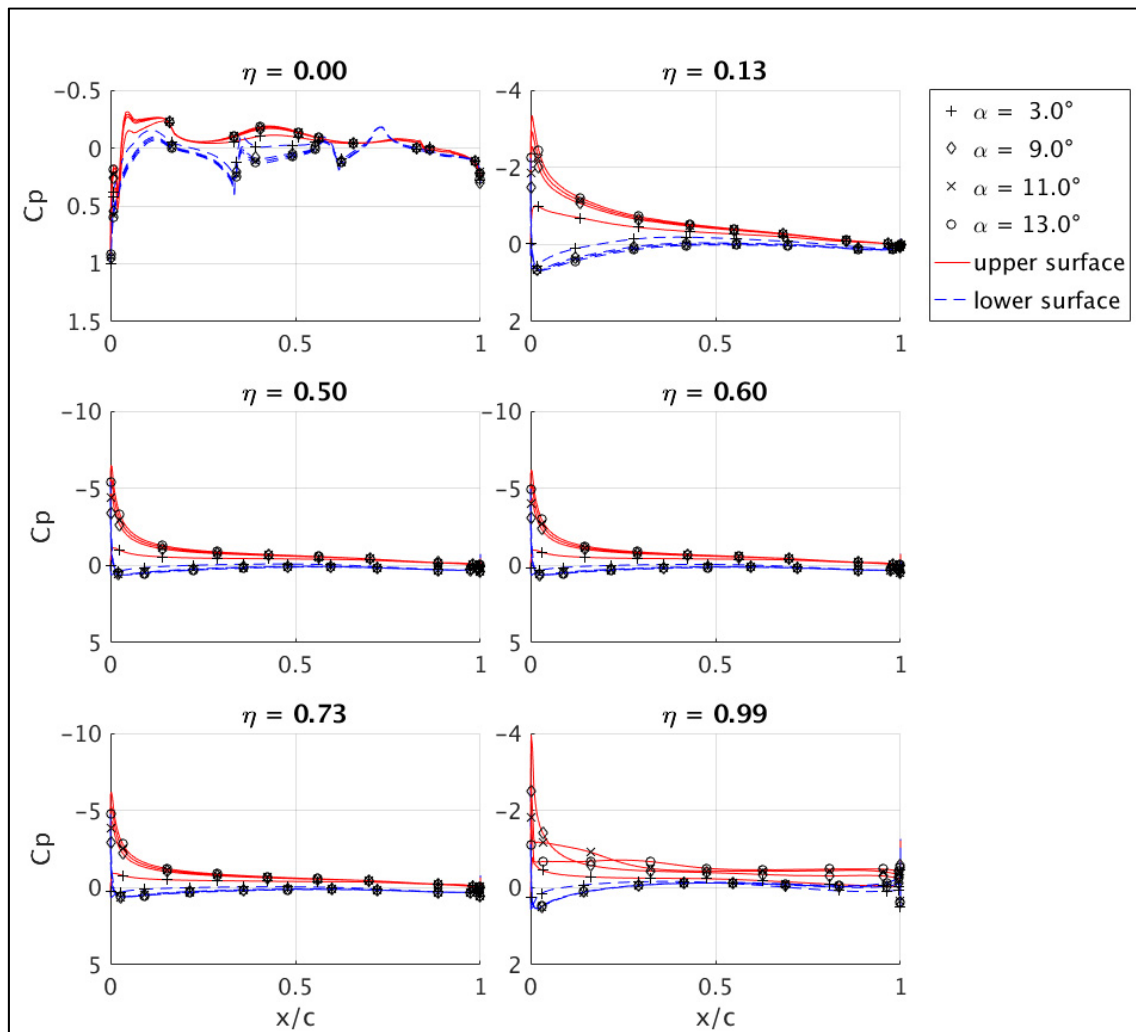 η = 0.00
η = 0.13
-0.5
0
0.5
1
1.5
Cp
0
0.5
1
-4
-2
0
2
0
0.5
1
+ α = 3.0°
◇ α = 9.0°
× α = 11.0°
○ α = 13.0°
upper surface
lower surface
η = 0.50
η = 0.60
-10
-5
0
5
Cp
0
0.5
1
-10
-5
0
5
0
0.5
1
η = 0.73
η = 0.99
-10
-5
0
5
Cp
0
0.5
1
x/c
-4
-2
0
2
0
0.5
1
x/c